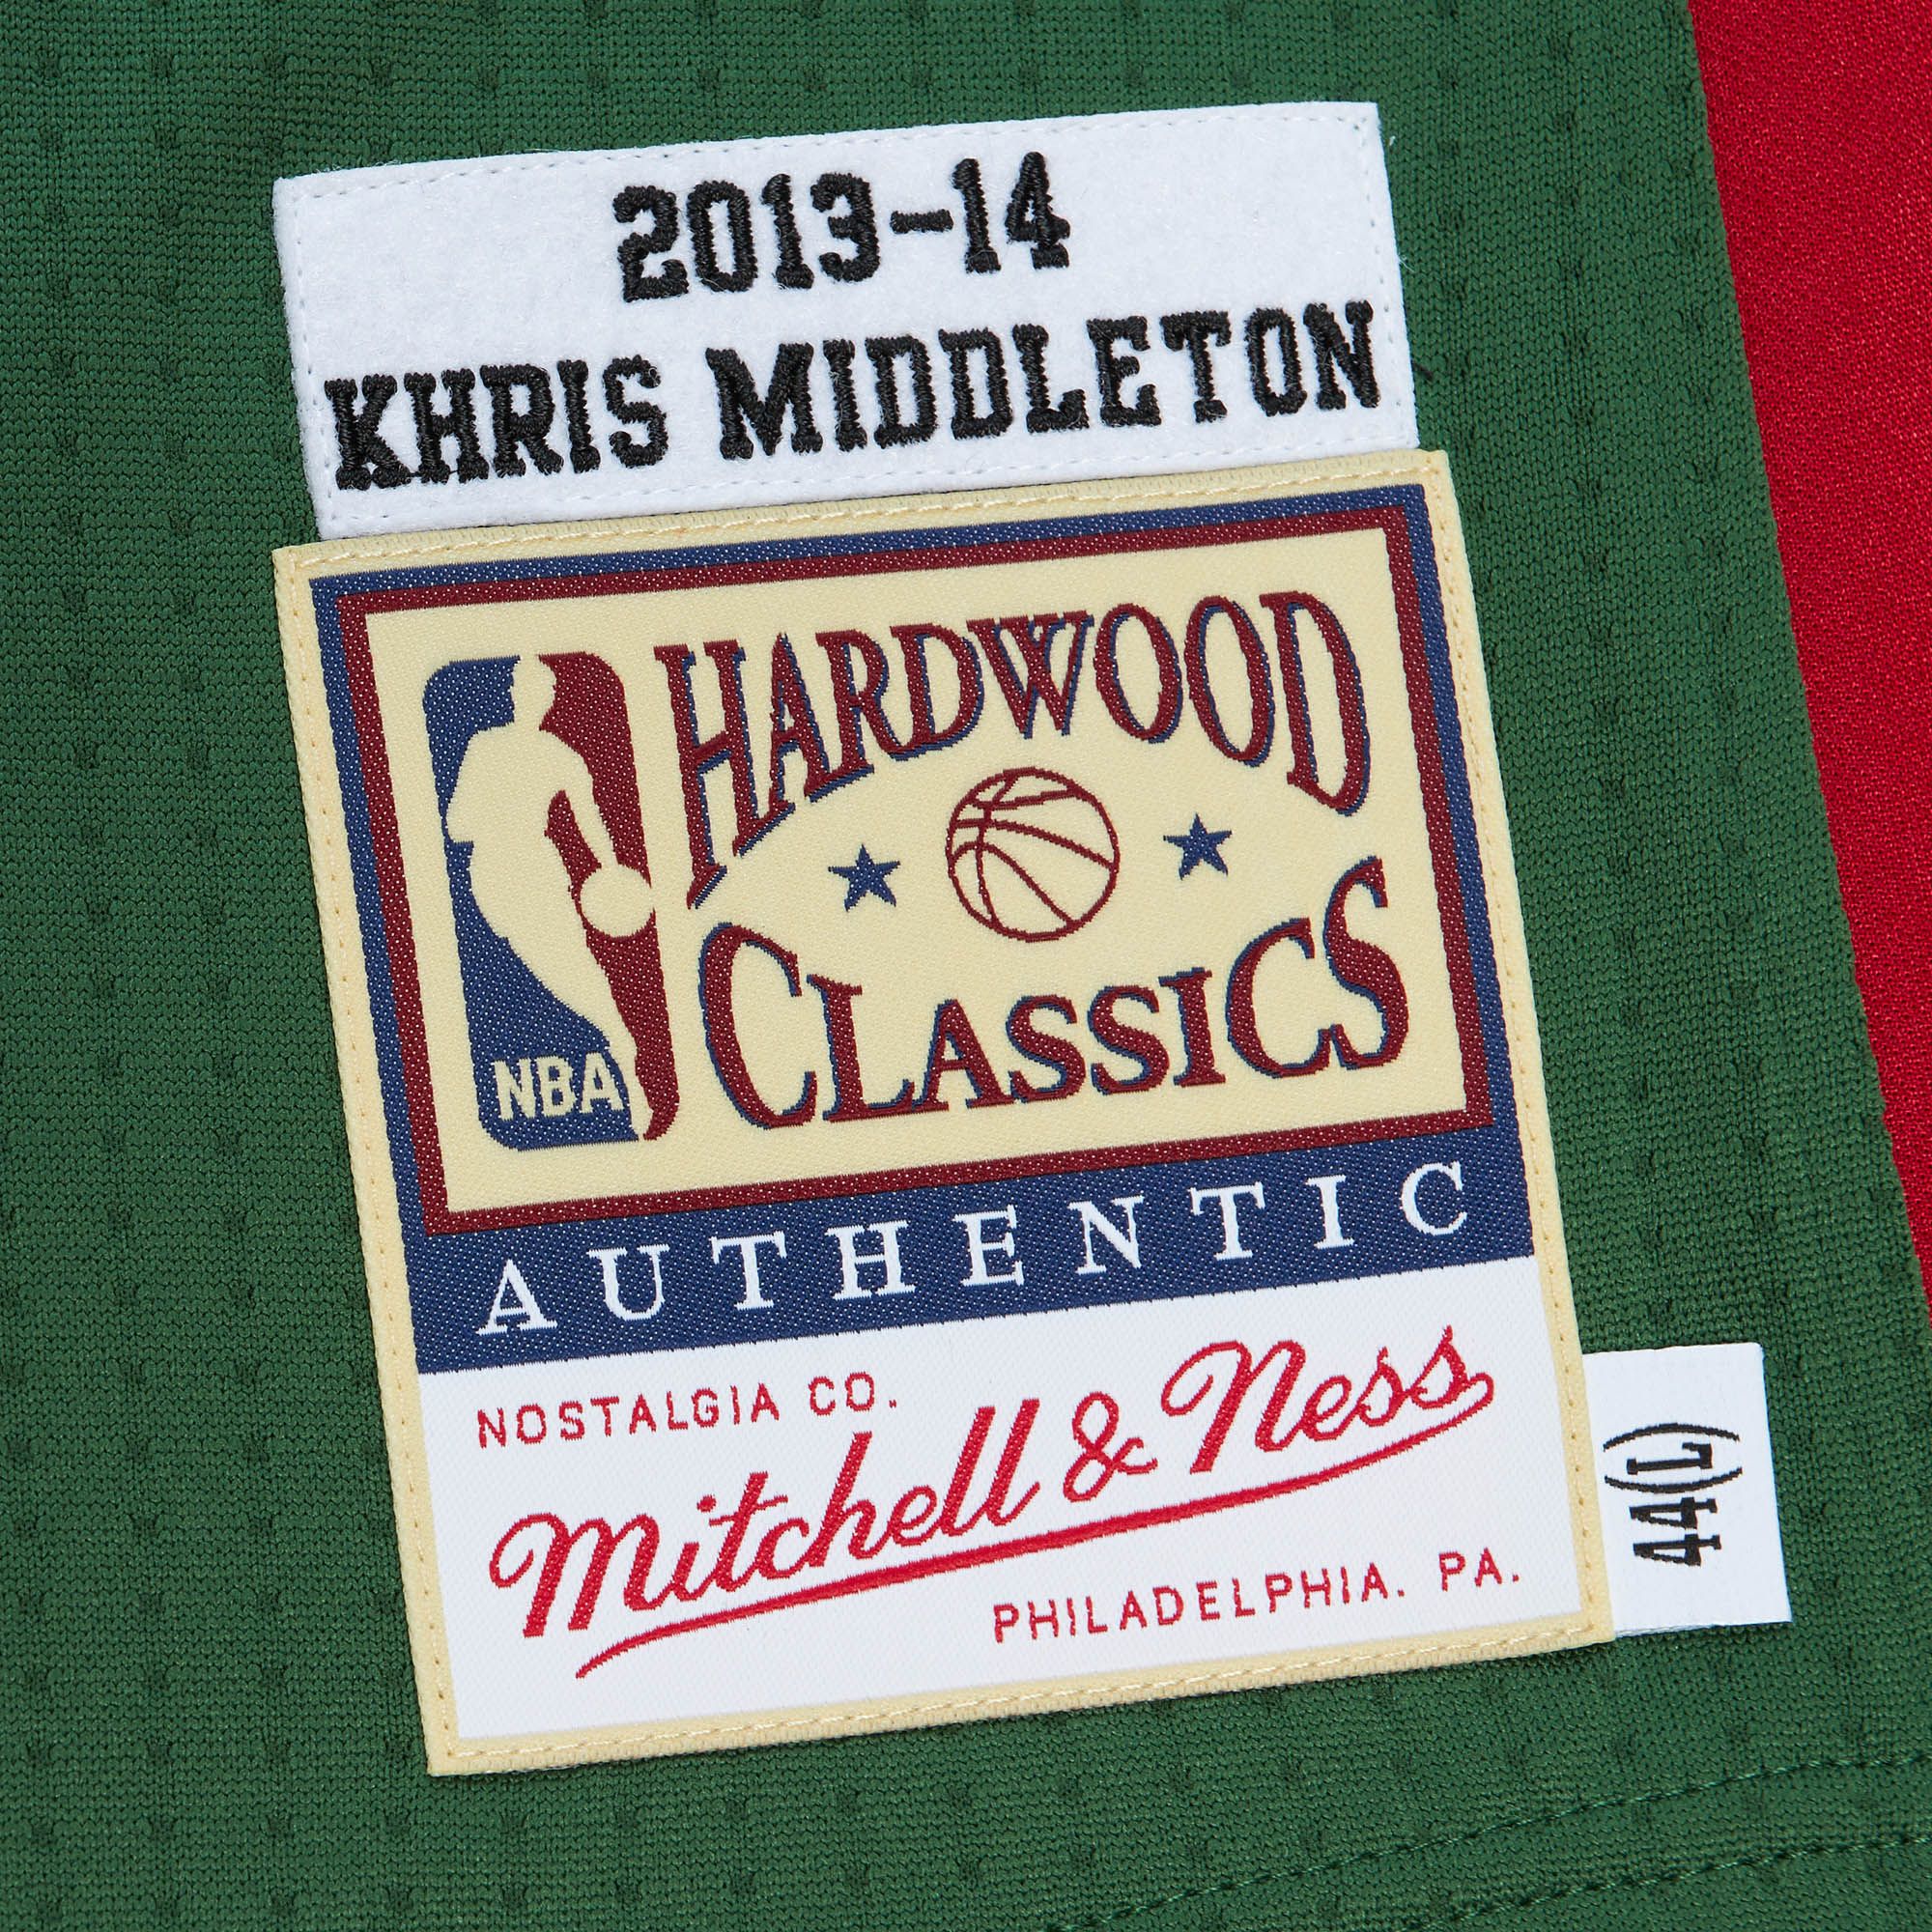 2013-14
KHRIS MIDDLETON
HARDWOOD
CLASSICS
NBA
AUTHENTIC
NOSTALGIA CO.
Mitchell & Ness
PHILADELPHIA. PA.
44(L)